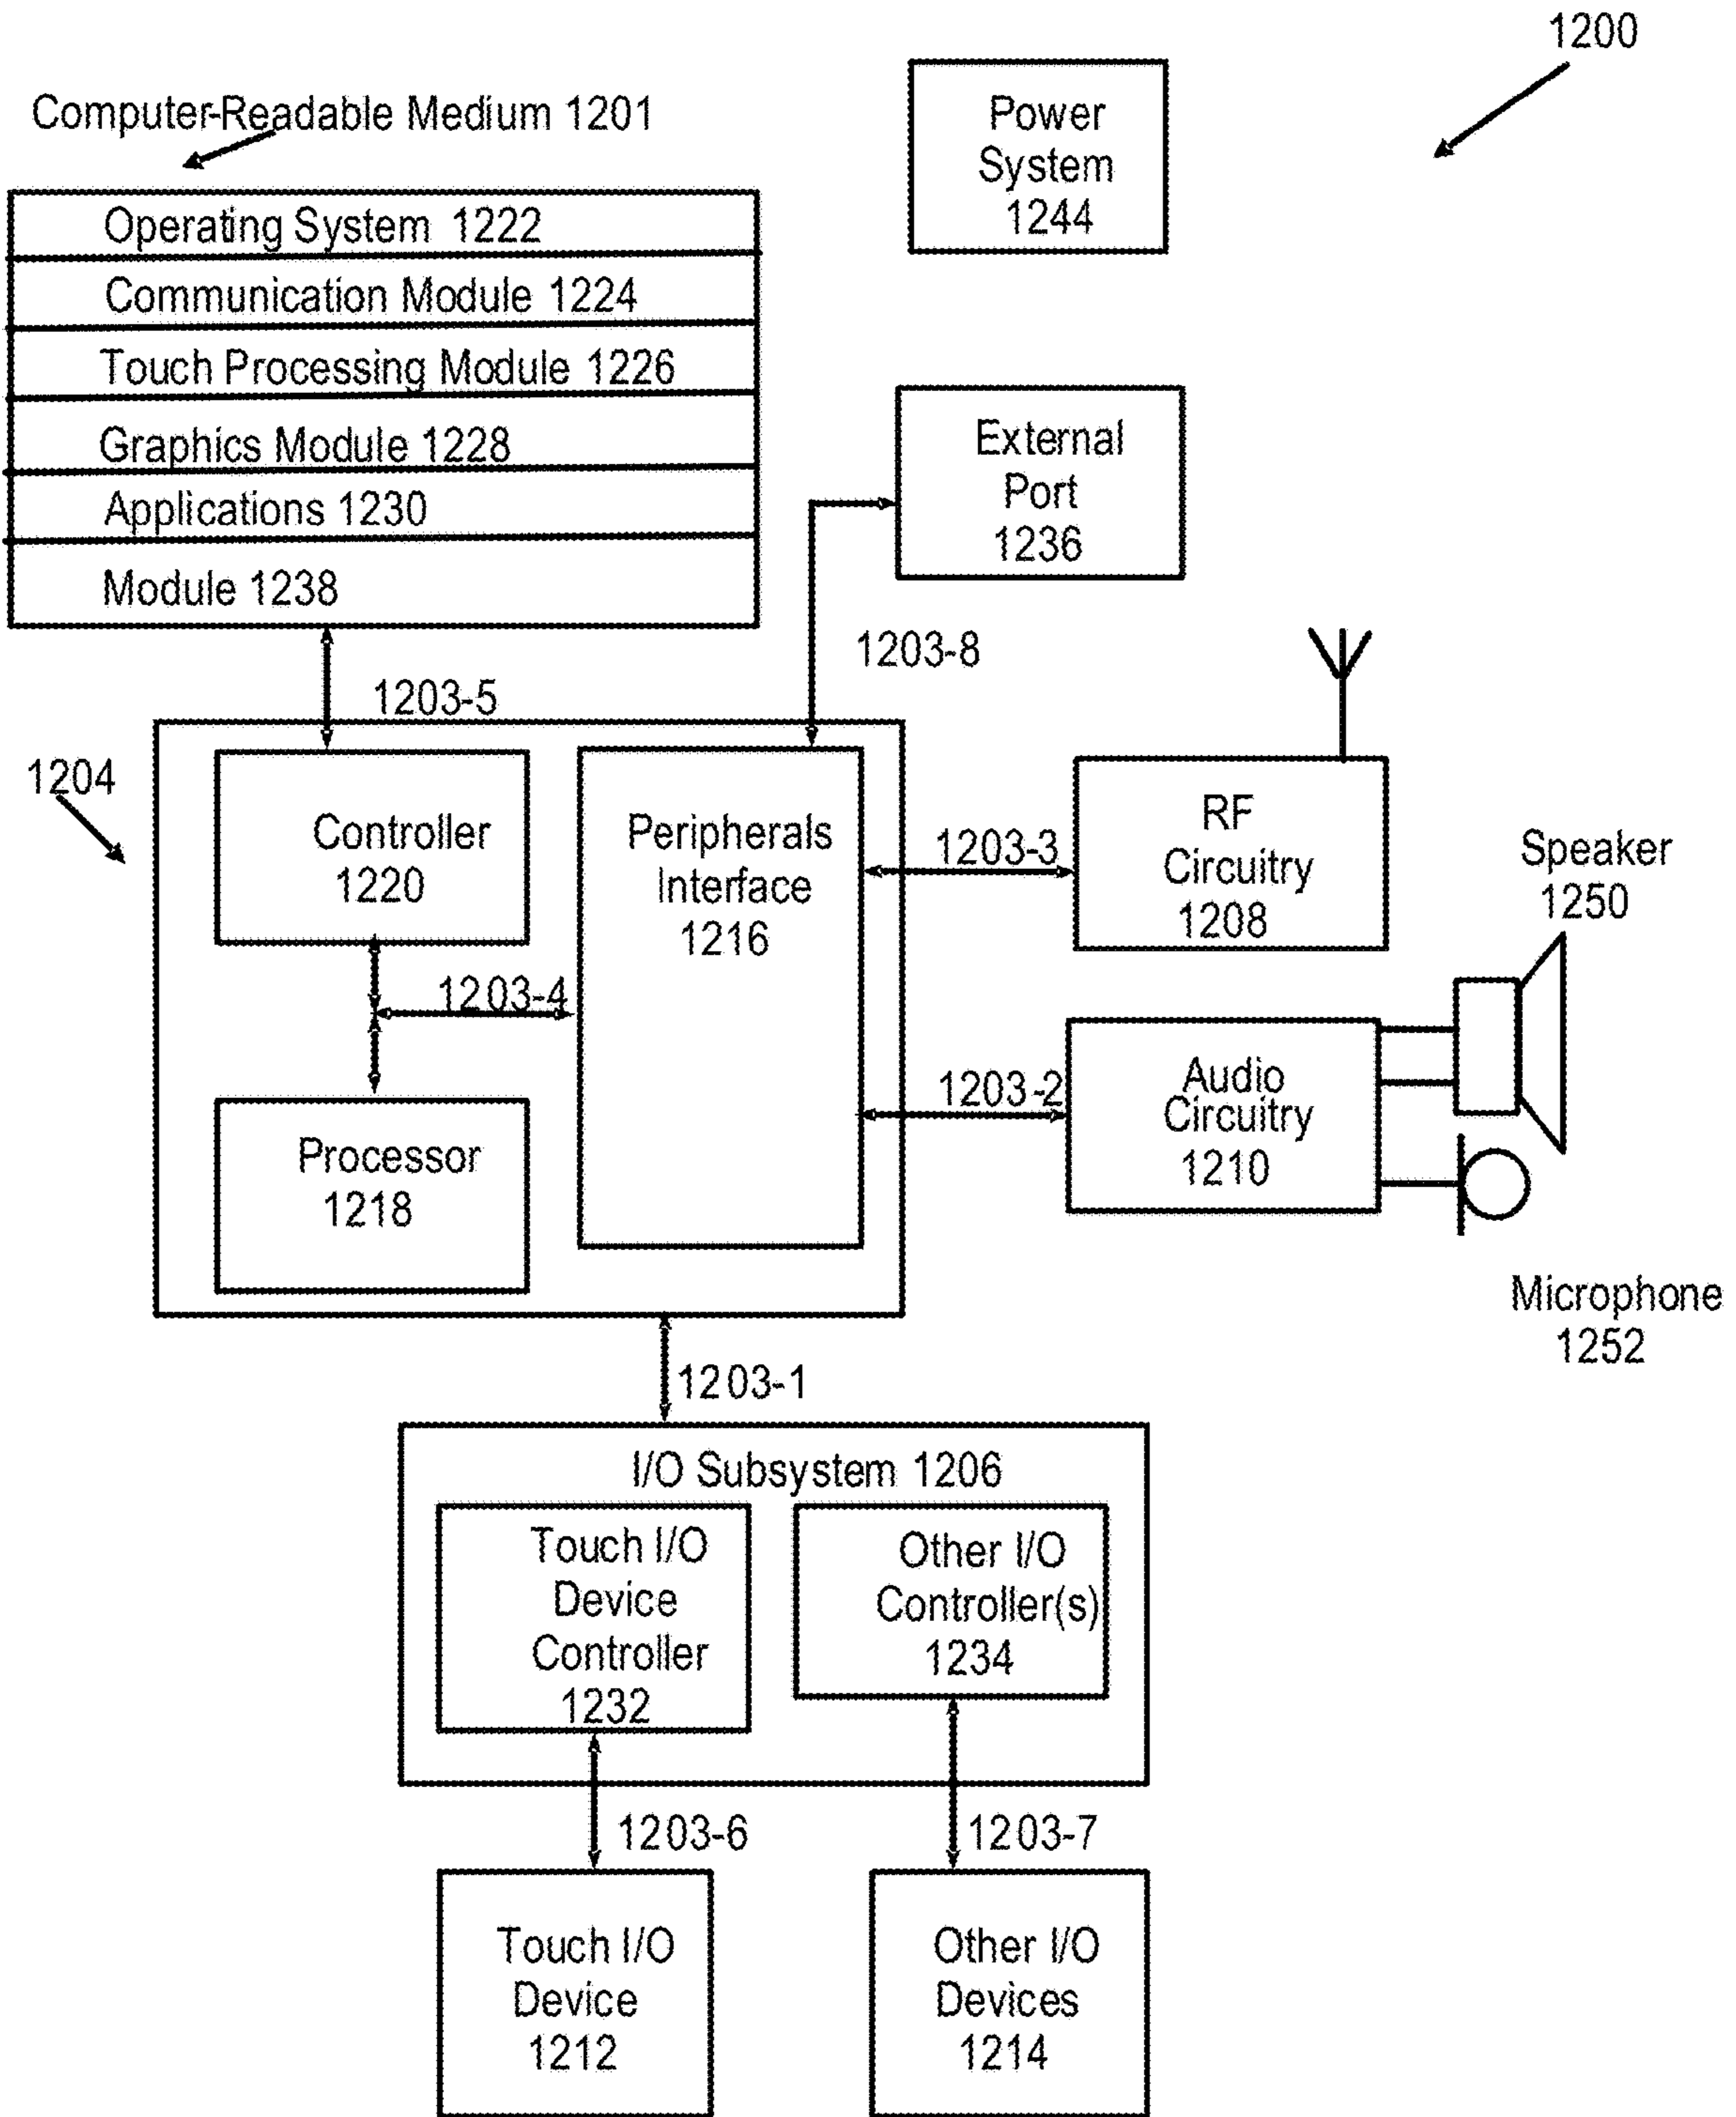 1200
Computer-Readable Medium 1201
Power
System
1244
Operating System 1222
Communication Module 1224
Touch Processing Module 1226
Graphics Module 1228
Applications 1230
Module 1238
External
Port
1236
1203-8
1203-5
1204
Controller
1220
Peripherals
Interface
1216
1203-3
RF
Circuitry
1208
Speaker
1250
1203-4
1203-2
Audio
Circuitry
1210
Processor
1218
Microphone
1252
1203-1
I/O Subsystem 1206
Touch I/O
Device
Controller
1232
Other I/O
Controller(s)
1234
1203-6
1203-7
Touch I/O
Device
1212
Other I/O
Devices
1214